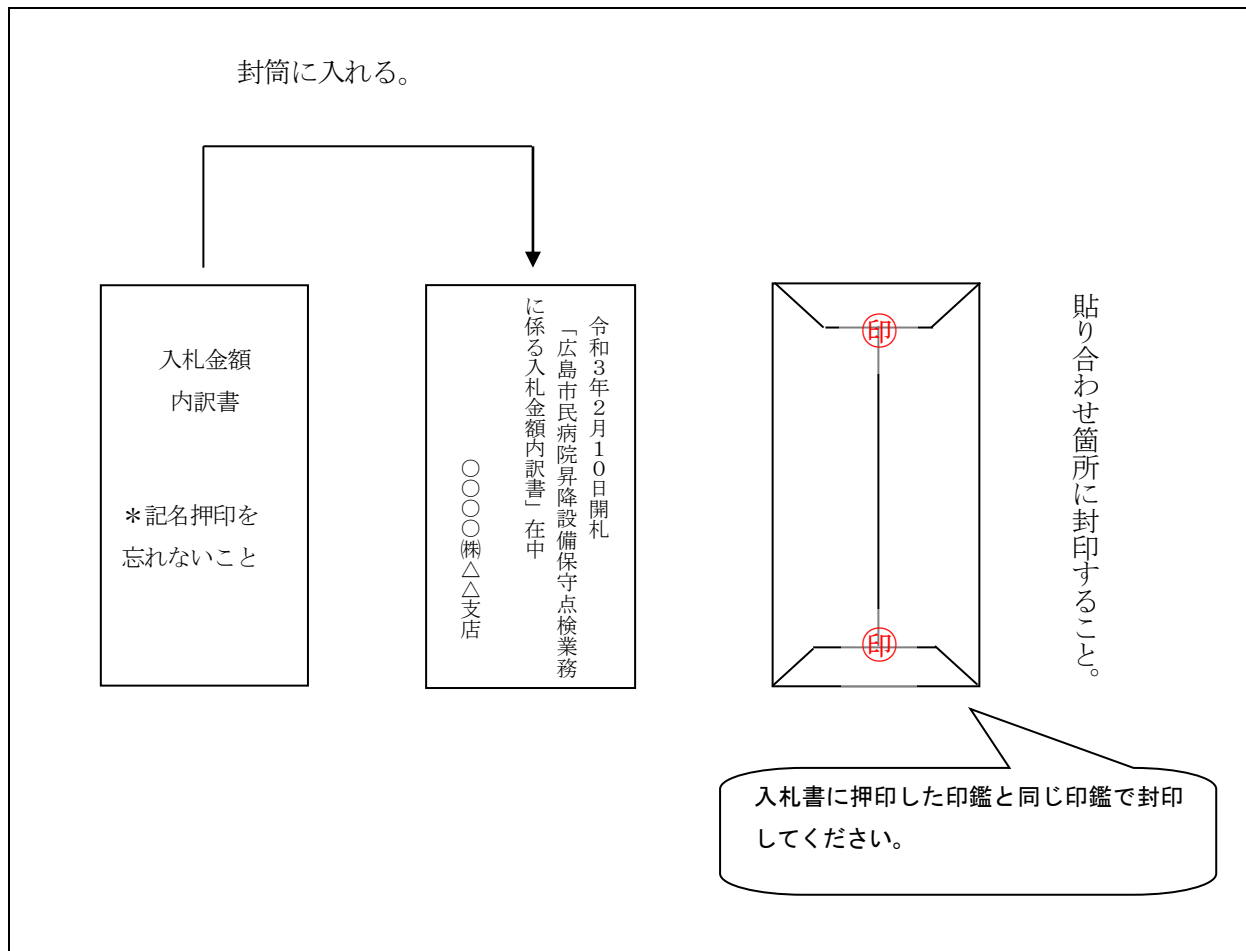 封筒に入れる。
入札金額
内訳書
＊記名押印を
忘れないこと
令和３年２月１０日開札
「広島市民病院昇降設備保守点検業務
に係る入札金額内訳書」在中
○○○○㈱△△支店
印
印
貼り合わせ箇所に封印すること。
入札書に押印した印鑑と同じ印鑑で封印
してください。